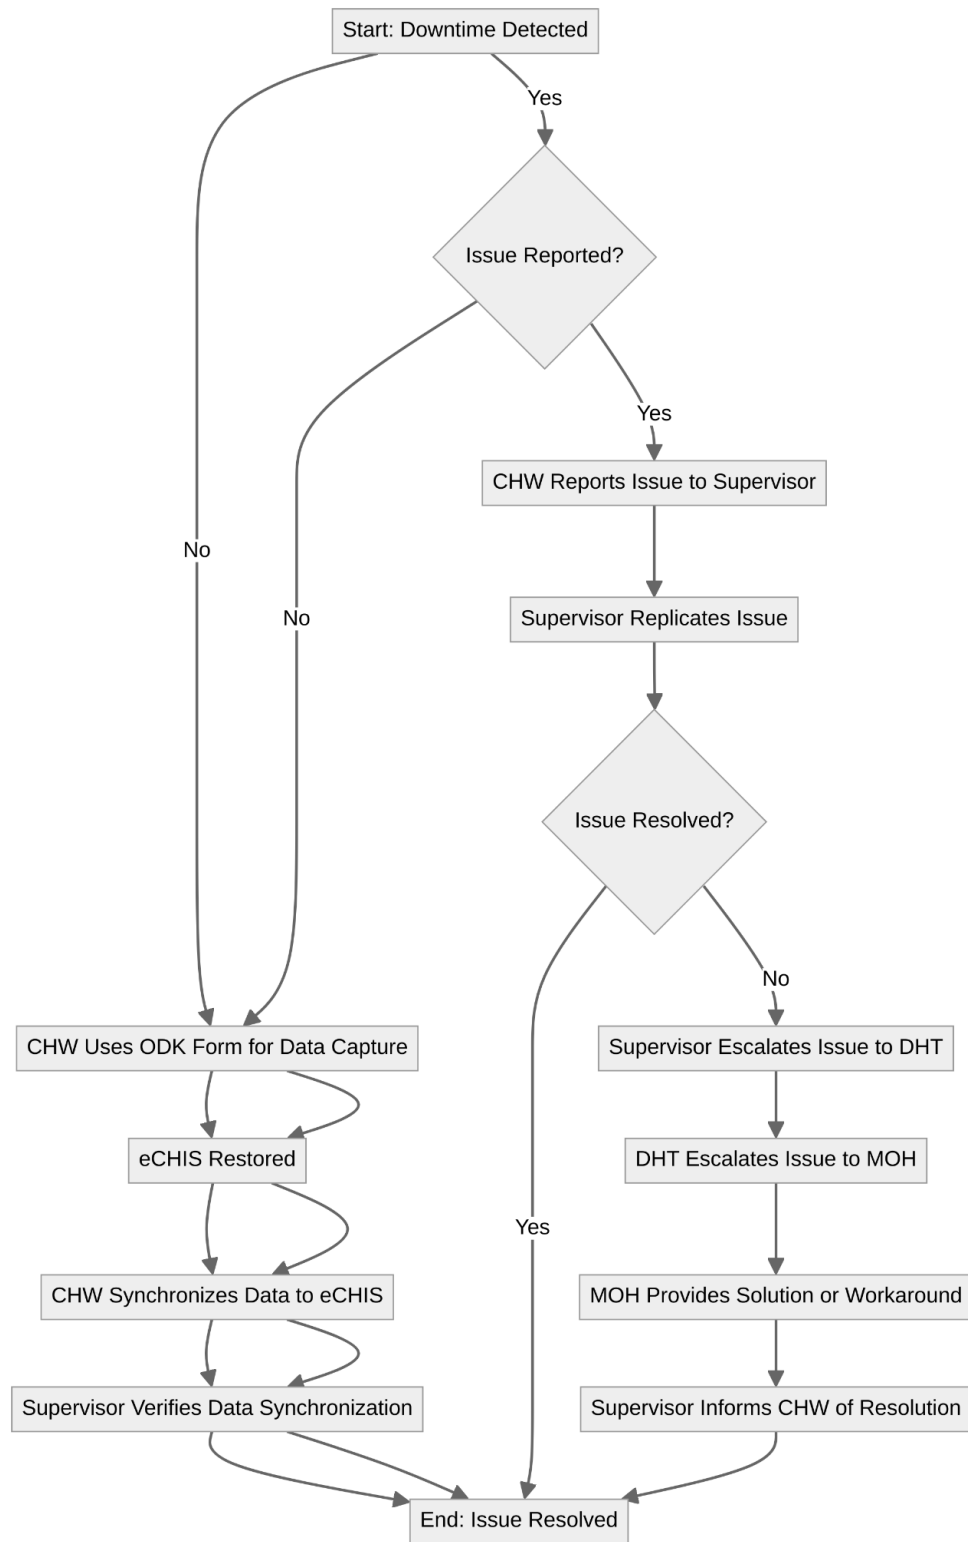 Start: Downtime Detected
Yes
Issue Reported?
Yes
CHW Reports Issue to Supervisor
No
No
Supervisor Replicates Issue
Issue Resolved?
No
CHW Uses ODK Form for Data Capture
Supervisor Escalates Issue to DHT
eCHIS Restored
DHT Escalates Issue to MOH
Yes
CHW Synchronizes Data to eCHIS
MOH Provides Solution or Workaround
Supervisor Verifies Data Synchronization
Supervisor Informs CHW of Resolution
End: Issue Resolved